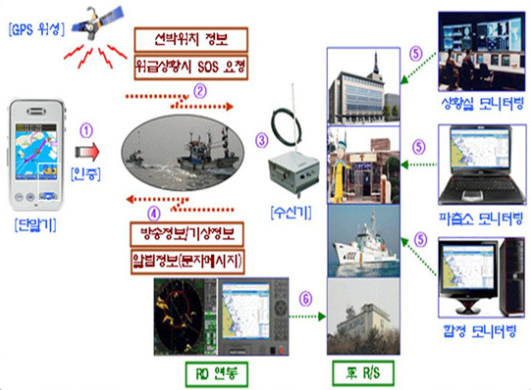 [GPS 위성]
선박위치 정보
위급상황시 SOS 요청
②
①
[인증]
[단말기]
③
[수신기]
④
방송정보/기상정보
알림정보(문자메시지)
⑤
상황실 모니터링
⑤
파출소 모니터링
⑤
함정 모니터링
⑥
RD 연동
軍 R/S